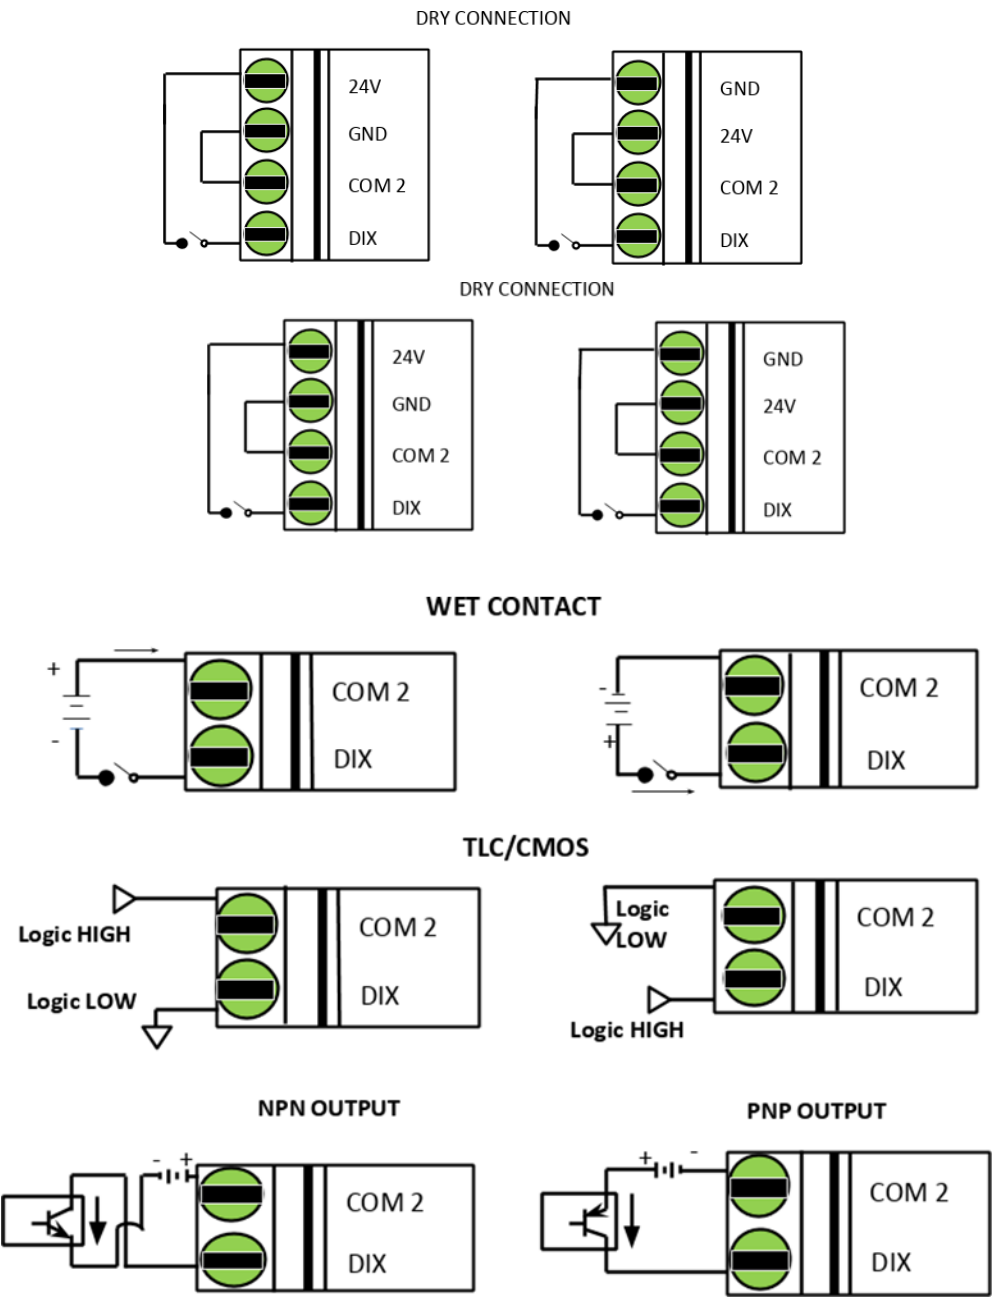 DRY CONNECTION
24V
GND
COM 2
DIX
GND
24V
COM 2
DIX
DRY CONNECTION
24V
GND
COM 2
DIX
GND
24V
COM 2
DIX
WET CONTACT
+
-
COM 2
DIX
-
+
COM 2
DIX
TLC/CMOS
Logic HIGH
Logic LOW
COM 2
DIX
Logic
LOW
Logic HIGH
COM 2
DIX
NPN OUTPUT
- +
COM 2
DIX
PNP OUTPUT
+ -
COM 2
DIX